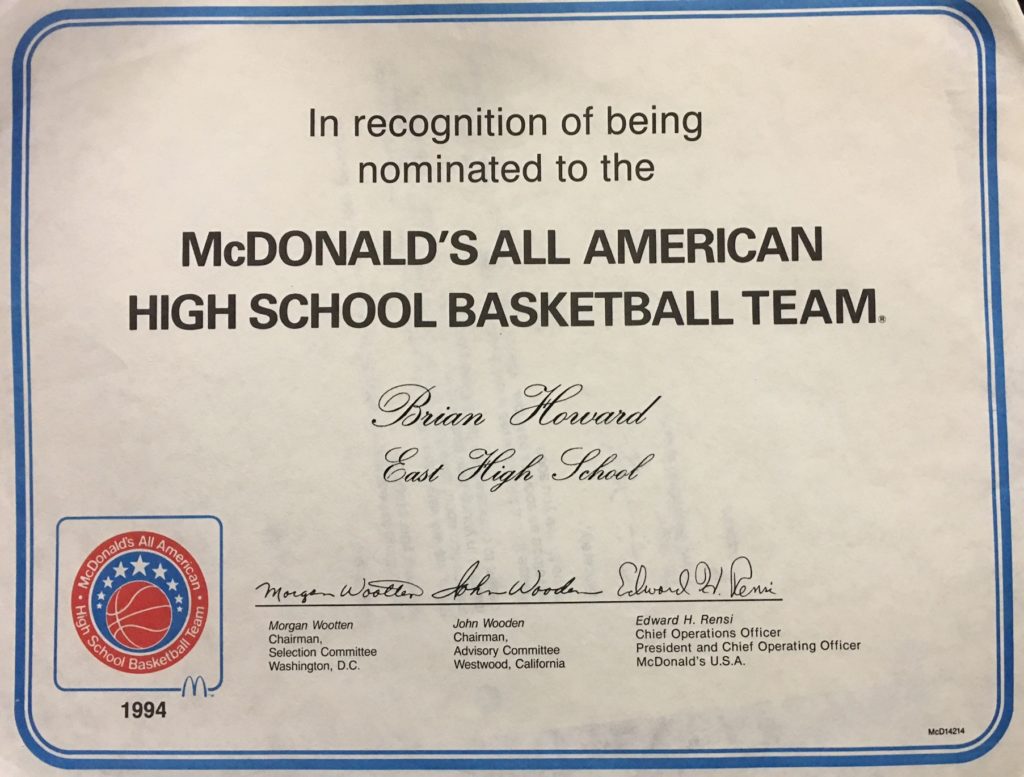 In recognition of being
nominated to the
McDONALD'S ALL AMERICAN
HIGH SCHOOL BASKETBALL TEAM®
Brian Howard
East High School
McDonald's All American
High School Basketball Team
1994
Morgan Wootten
Morgan Wootten
Chairman,
Selection Committee
Washington, D.C.
John Wooden
John Wooden
Chairman,
Advisory Committee
Westwood, California
Edward H. Rensi
Edward H. Rensi
Chief Operations Officer
President and Chief Operating Officer
McDonald's U.S.A.
McD14214